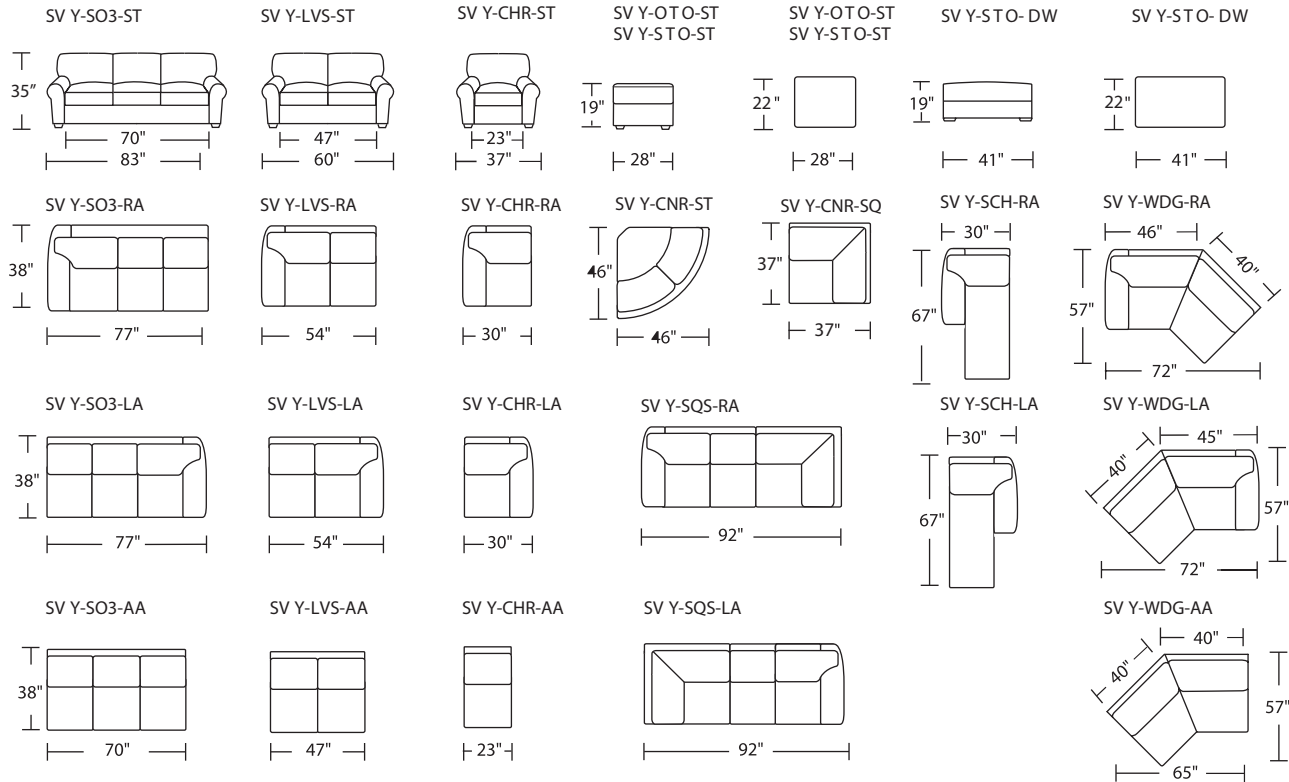 SV Y-SO3-ST
SV Y-LVS-ST
SV Y-CHR-ST
SV Y-OTO-ST
SV Y-STO-ST
SV Y-OTO-ST
SV Y-STO-ST
SV Y-STO- DW
SV Y-STO- DW
35"
70"
83"
47"
60"
23"
37"
19"
28"
22"
28"
19"
41"
22"
41"
SV Y-SO3-RA
SV Y-LVS-RA
SV Y-CHR-RA
SV Y-CNR-ST
SV Y-CNR-SQ
SV Y-SCH-RA
SV Y-WDG-RA
38"
77"
54"
30"
46"
46"
37"
37"
30"
67"
46"
40"
57"
72"
SV Y-SO3-LA
SV Y-LVS-LA
SV Y-CHR-LA
SV Y-SQS-RA
SV Y-SCH-LA
SV Y-WDG-LA
38"
77"
54"
30"
92"
30"
67"
45"
40"
57"
72"
SV Y-SO3-AA
SV Y-LVS-AA
SV Y-CHR-AA
SV Y-SQS-LA
SV Y-WDG-AA
38"
70"
47"
23"
92"
40"
40"
57"
65"